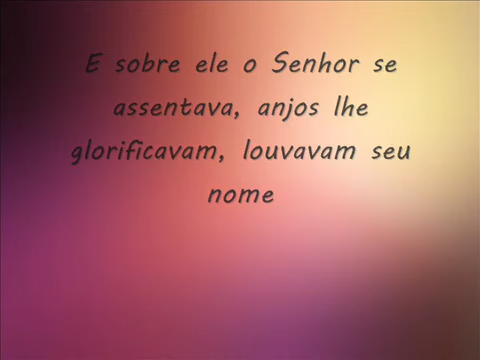 E sobre ele o Senhor se
assentava, anjos lhe
glorificavam, louvavam seu
nome